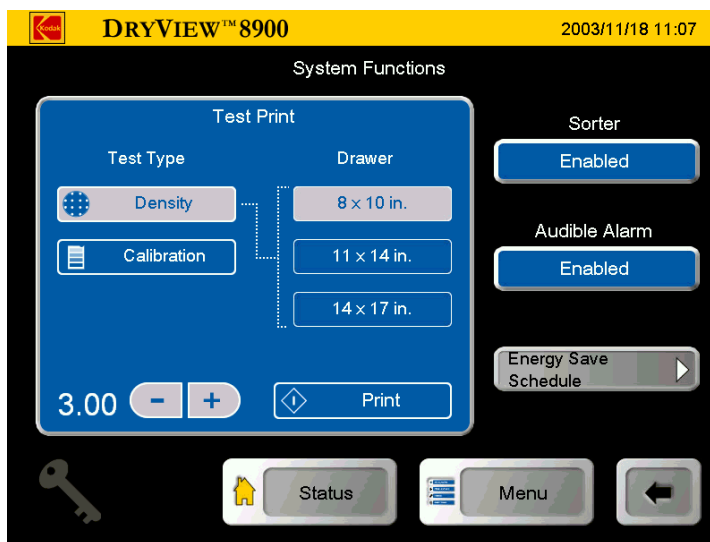 Kodak
DRYVIEW™ 8900
2003/11/18 11:07
System Functions
Test Print
Test Type
Drawer
Density
8 x 10 in.
Calibration
11 x 14 in.
14 x 17 in.
3.00
-
+
Print
Sorter
Enabled
Audible Alarm
Enabled
Energy Save
Schedule
Status
Menu